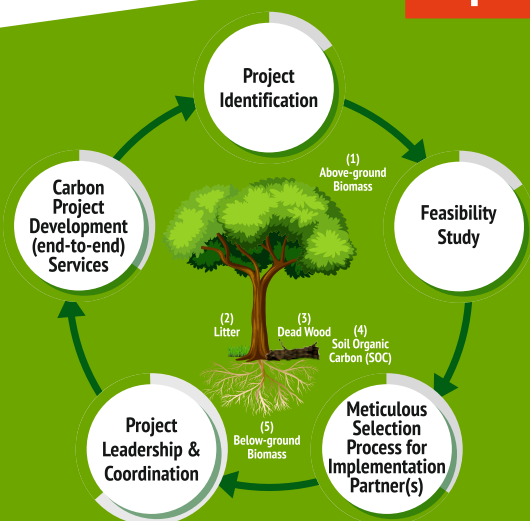 Project
Identification
(1)
Above-ground
Biomass
Feasibility
Study
Carbon
Project
Development
(end-to-end)
Services
(2)
Litter
(3)
Dead Wood
(4)
Soil Organic
Carbon (SOC)
(5)
Below-ground
Biomass
Meticulous
Selection
Process for
Implementation
Partner(s)
Project
Leadership &
Coordination